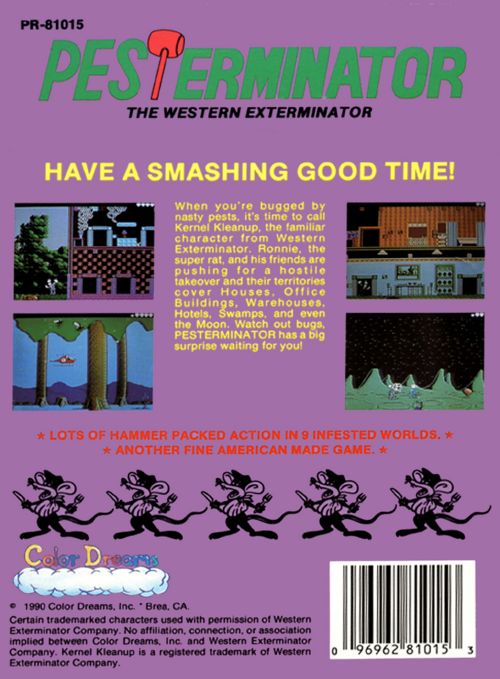 PR-81015
PESTERMINATOR
THE WESTERN EXTERMINATOR
HAVE A SMASHING GOOD TIME!
When you're bugged by
nasty pests, it's time to call
Kernel Kleanup, the familiar
character from Western
Exterminator. Ronnie, the
super rat, and his friends are
pushing for a hostile
takeover and their territories
cover Houses, Office
Buildings, Warehouses,
Hotels, Swamps, and even
the Moon. Watch out bugs,
PESTERMINATOR has a big
surprise waiting for you!
★ LOTS OF HAMMER PACKED ACTION IN 9 INFESTED WORLDS. ★
★ ANOTHER FINE AMERICAN MADE GAME. ★
Color Dreams
© 1990 Color Dreams, Inc. * Brea, CA.
Certain trademarked characters used with permission of Western
Exterminator Company. No affiliation, connection, or association
implied between Color Dreams, Inc. and Western Exterminator
Company. Kernel Kleanup is a registered trademark of Western
Exterminator Company.
0 96962 81015 3